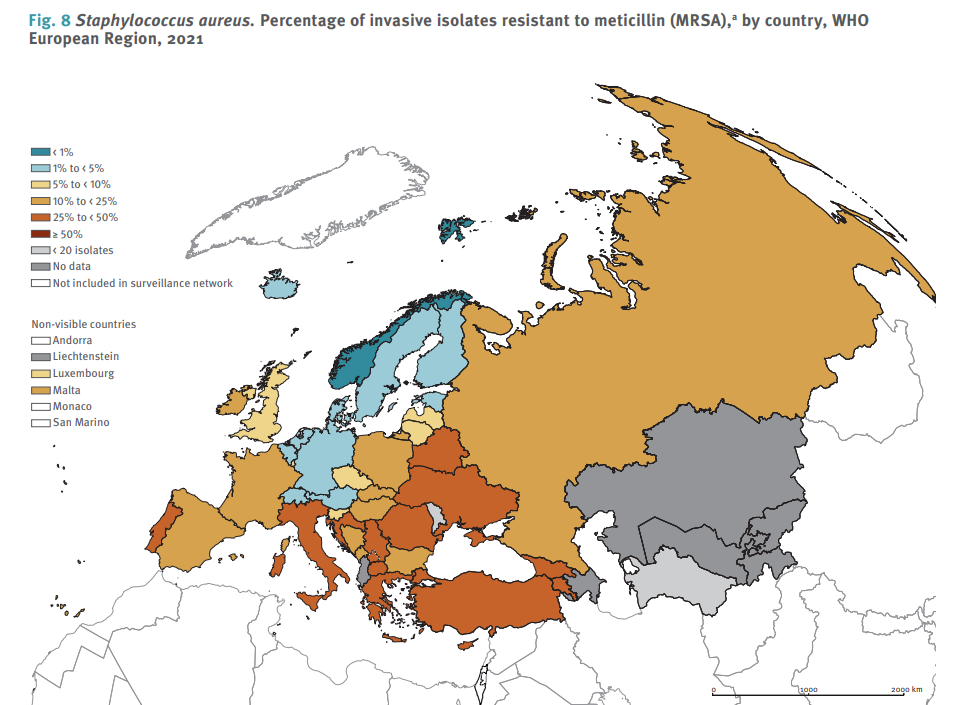 Fig. 8 Staphylococcus aureus. Percentage of invasive isolates resistant to meticillin (MRSA),ᵃ by country, WHO
European Region, 2021
< 1%
1% to < 5%
5% to < 10%
10% to < 25%
25% to < 50%
≥ 50%
< 20 isolates
No data
Not included in surveillance network
Non-visible countries
Andorra
Liechtenstein
Luxembourg
Malta
Monaco
San Marino
0 1000 2000 km